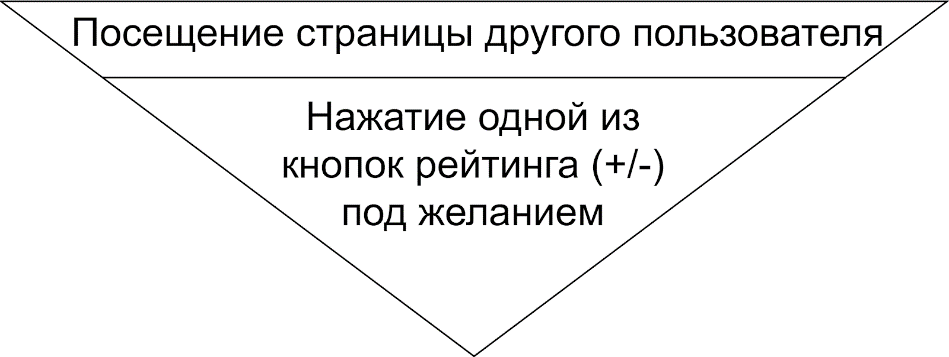 Посещение страницы другого пользователя
Нажатие одной из
кнопок рейтинга (+/-)
под желанием